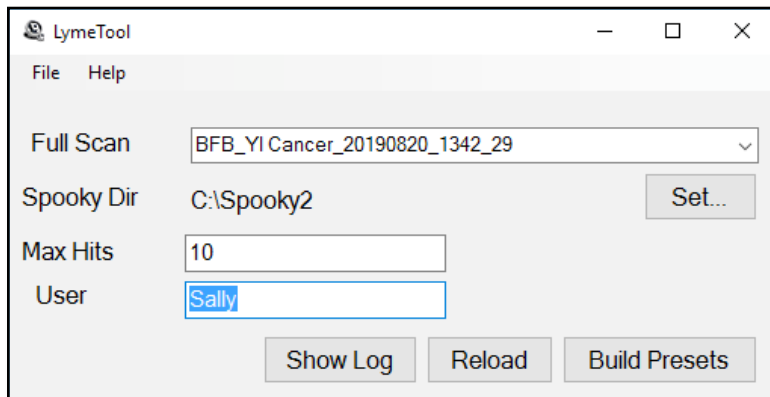 LymeTool
File Help
Full Scan BFB_YI Cancer_20190820_1342_29
Spooky Dir C:\Spooky2 Set...
Max Hits 10
User Sally
Show Log Reload Build Presets